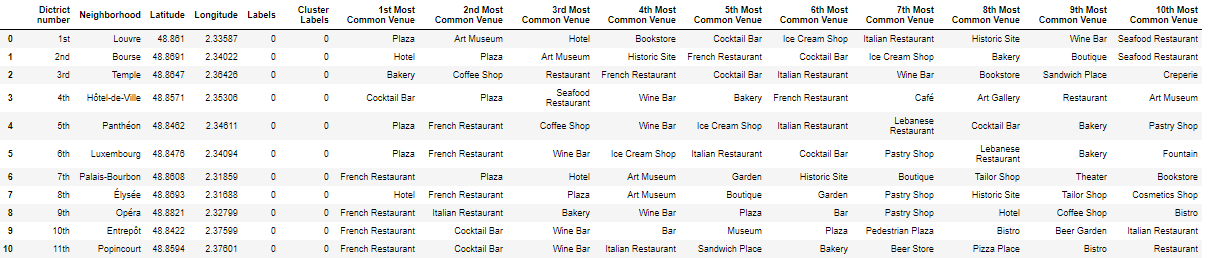 Dictrict number Neighborhood Latitude Longitude Labels Cluster Labels 1st Most Common Venue 2nd Most Common Venue 3rd Most Common Venue 4th Most Common Venue 5th Most Common Venue 6th Most Common Venue 7th Most Common Venue 8th Most Common Venue 9th Most Common Venue 10th Most Common Venue
0 1st Louvre 48.861 2.33587 0 0 Plaza Art Museum Hotel Bookstore Cocktail Bar Ice Cream Shop Italian Restaurant Historic Site Wine Bar Seafood Restaurant
1 2nd Bourse 48.8691 2.34022 0 0 Hotel Plaza Art Museum Historic Site French Restaurant Cocktail Bar Ice Cream Shop Bakery Boutique Seafood Restaurant
2 3rd Temple 48.8647 2.36426 0 0 Bakery Coffee Shop Restaurant French Restaurant Cocktail Bar Italian Restaurant Wine Bar Bookstore Sandwich Place Creperie
3 4th Hôtel-de-Ville 48.8571 2.35306 0 0 Cocktail Bar Plaza Seafood Restaurant Wine Bar Bakery French Restaurant Café Art Gallery Restaurant Art Museum
4 5th Panthéon 48.8462 2.34611 0 0 Plaza French Restaurant Coffee Shop Wine Bar Ice Cream Shop Italian Restaurant Lebanese Restaurant Cocktail Bar Bakery Pastry Shop
5 6th Luxembourg 48.8476 2.34094 0 0 Plaza French Restaurant Wine Bar Ice Cream Shop Italian Restaurant Cocktail Bar Pastry Shop Lebanese Restaurant Bakery Fountain
6 7th Palais-Bourbon 48.8608 2.31859 0 0 French Restaurant Plaza Hotel Art Museum Garden Historic Site Boutique Tailor Shop Theater Bookstore
7 8th Élysée 48.8693 2.31688 0 0 Hotel French Restaurant Plaza Art Museum Boutique Garden Pastry Shop Historic Site Tailor Shop Cosmetics Shop
8 9th Opéra 48.8821 2.32799 0 0 French Restaurant Italian Restaurant Bakery Wine Bar Plaza Bar Pastry Shop Hotel Coffee Shop Bistro
9 10th Entrepôt 48.8422 2.37599 0 0 French Restaurant Cocktail Bar Wine Bar Bar Museum Plaza Pedestrian Plaza Bistro Beer Garden Italian Restaurant
10 11th Popincourt 48.8594 2.37601 0 0 French Restaurant Cocktail Bar Wine Bar Italian Restaurant Sandwich Place Bakery Beer Store Pizza Place Bistro Restaurant